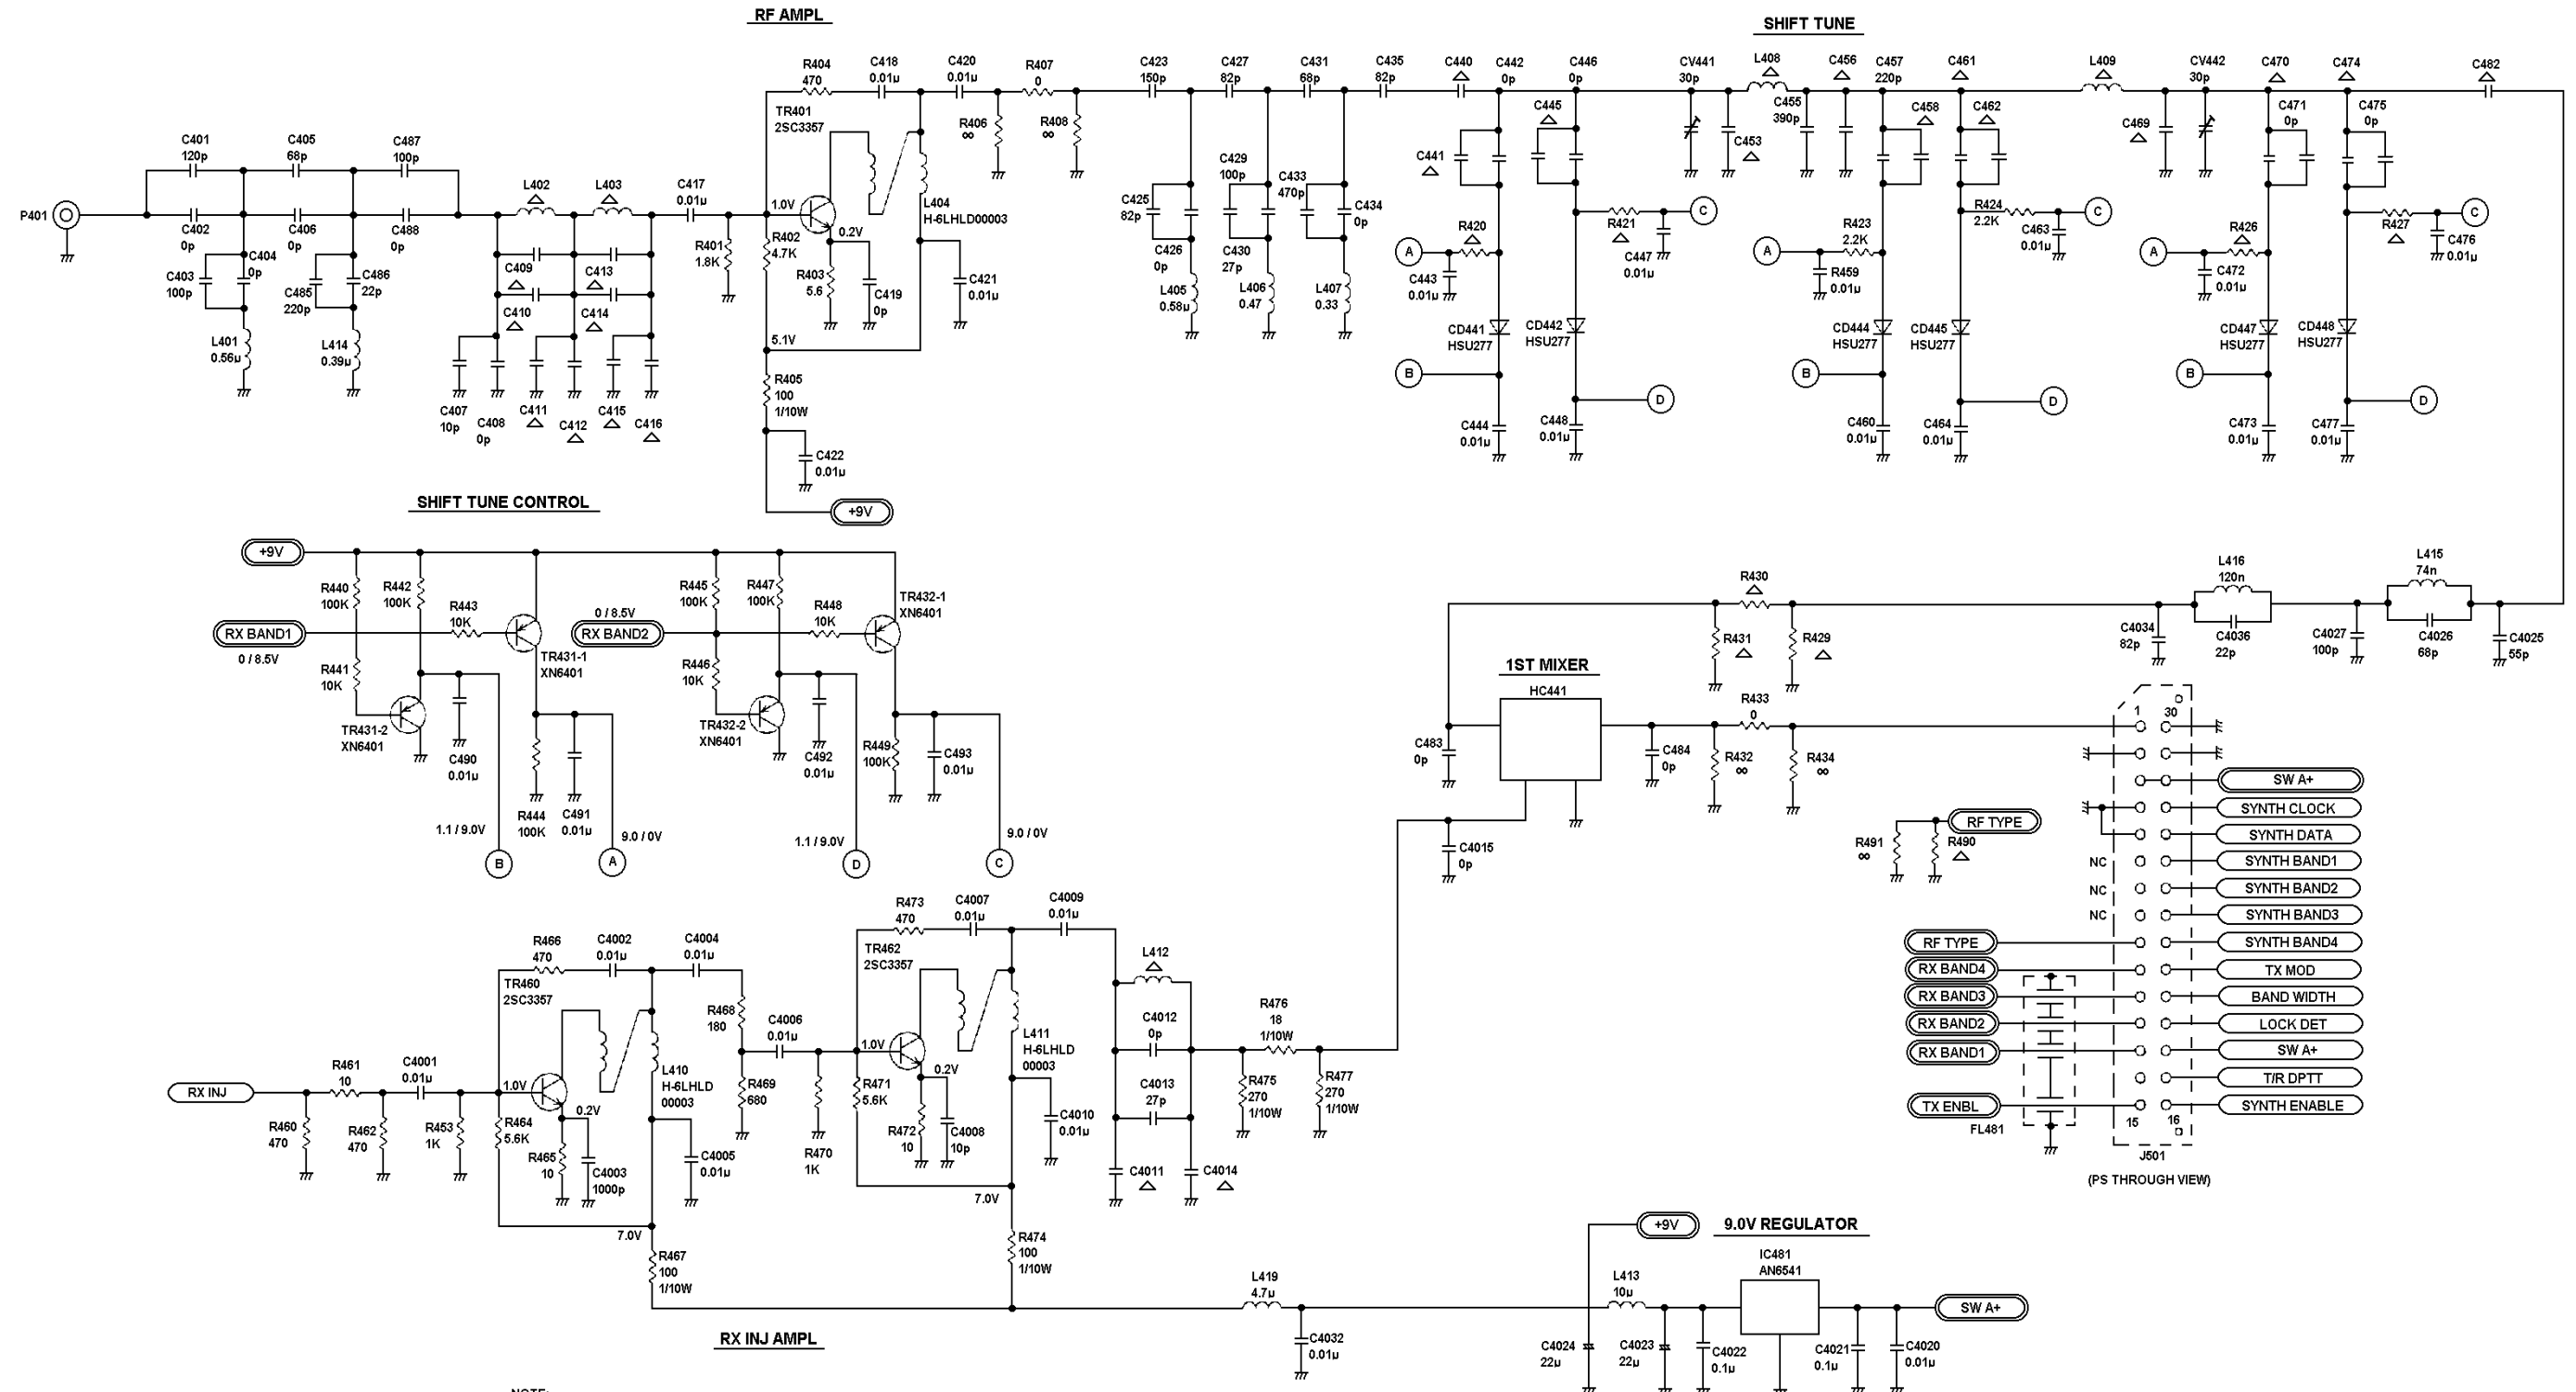 RF AMPL
SHIFT TUNE
P401
C401
120p
C405
68p
C487
100p
C402
0p
C406
0p
C488
0p
C403
100p
C404
0p
C485
220p
C486
22p
L401
0.56µ
L414
0.39µ
L402
L403
C409
△
C413
△
C410
△
C414
△
C407
10p
C408
0p
C411
△
C412
△
C415
△
C416
△
C417
0.01µ
R401
1.8K
R402
4.7K
1.0V
TR401
2SC3357
R404
470
C418
0.01µ
C420
0.01µ
R407
0
R406
∞
R408
∞
0.2V
R403
5.6
C419
0p
L404
H-6LHLD00003
C421
0.01µ
5.1V
R405
100
1/10W
C422
0.01µ
+9V
C423
150p
C427
82p
C431
68p
C435
82p
C440
△
C442
0p
C446
0p
C425
82p
C426
0p
L405
0.58µ
C429
100p
C430
27p
L406
0.47
C433
470p
C434
0p
L407
0.33
C441
△
C445
△
A
R420
△
C443
0.01µ
CD441
HSU277
B
C444
0.01µ
R421
△
C
C447
0.01µ
CD442
HSU277
D
C448
0.01µ
CV441
30p
C453
△
L408
△
C455
390p
C456
△
C457
220p
C458
△
C461
△
C462
△
A
R423
2.2K
R459
0.01µ
CD444
HSU277
B
C460
0.01µ
R424
2.2K
C
C463
0.01µ
CD445
HSU277
D
C464
0.01µ
L409
△
C469
△
CV442
30p
C470
△
C471
0p
C474
△
C475
0p
C482
△
A
R426
△
C472
0.01µ
CD447
HSU277
B
C473
0.01µ
R427
△
C
C476
0.01µ
CD448
HSU277
D
C477
0.01µ
SHIFT TUNE CONTROL
+9V
R440
100K
R442
100K
R443
10K
RX BAND1
0 / 8.5V
R441
10K
TR431-1
XN6401
TR431-2
XN6401
C490
0.01µ
R444
100K
C491
0.01µ
1.1 / 9.0V
B
9.0 / 0V
A
R445
100K
R447
100K
R448
10K
0 / 8.5V
RX BAND2
R446
10K
TR432-1
XN6401
TR432-2
XN6401
C492
0.01µ
R449
100K
C493
0.01µ
1.1 / 9.0V
D
9.0 / 0V
C
L415
74n
L416
120n
C4025
55p
C4026
68p
C4027
100p
C4036
22p
C4034
82p
R430
△
R431
△
R429
△
1ST MIXER
HC441
C483
0p
C484
0p
R433
0
R432
∞
R434
∞
C4015
0p
RF TYPE
R491
∞
R490
△
1
30
SW A+
SYNTH CLOCK
SYNTH DATA
NC
SYNTH BAND1
NC
SYNTH BAND2
NC
SYNTH BAND3
RF TYPE
SYNTH BAND4
RX BAND4
TX MOD
RX BAND3
BAND WIDTH
RX BAND2
LOCK DET
RX BAND1
SW A+
T/R DPTT
TX ENBL
SYNTH ENABLE
FL481
15
16
J501
(PS THROUGH VIEW)
RX INJ
R461
10
C4001
0.01µ
R460
470
R462
470
R453
1K
1.0V
R464
5.6K
TR460
2SC3357
R466
470
C4002
0.01µ
C4004
0.01µ
0.2V
R465
10
C4003
1000p
L410
H-6LHLD
00003
C4005
0.01µ
7.0V
R467
100
1/10W
R468
180
R469
680
C4006
0.01µ
R470
1K
R471
5.6K
1.0V
TR462
2SC3357
R473
470
C4007
0.01µ
C4009
0.01µ
0.2V
R472
10
C4008
10p
L411
H-6LHLD
00003
C4010
0.01µ
7.0V
R474
100
1/10W
L412
△
C4012
0p
C4013
27p
C4011
△
C4014
△
R476
18
1/10W
R475
270
1/10W
R477
270
1/10W
RX INJ AMPL
L419
4.7µ
C4032
0.01µ
+9V
9.0V REGULATOR
IC481
AN6541
L413
10µ
C4024
22µ
C4023
22µ
C4022
0.1µ
C4021
0.1µ
C4020
0.01µ
SW A+